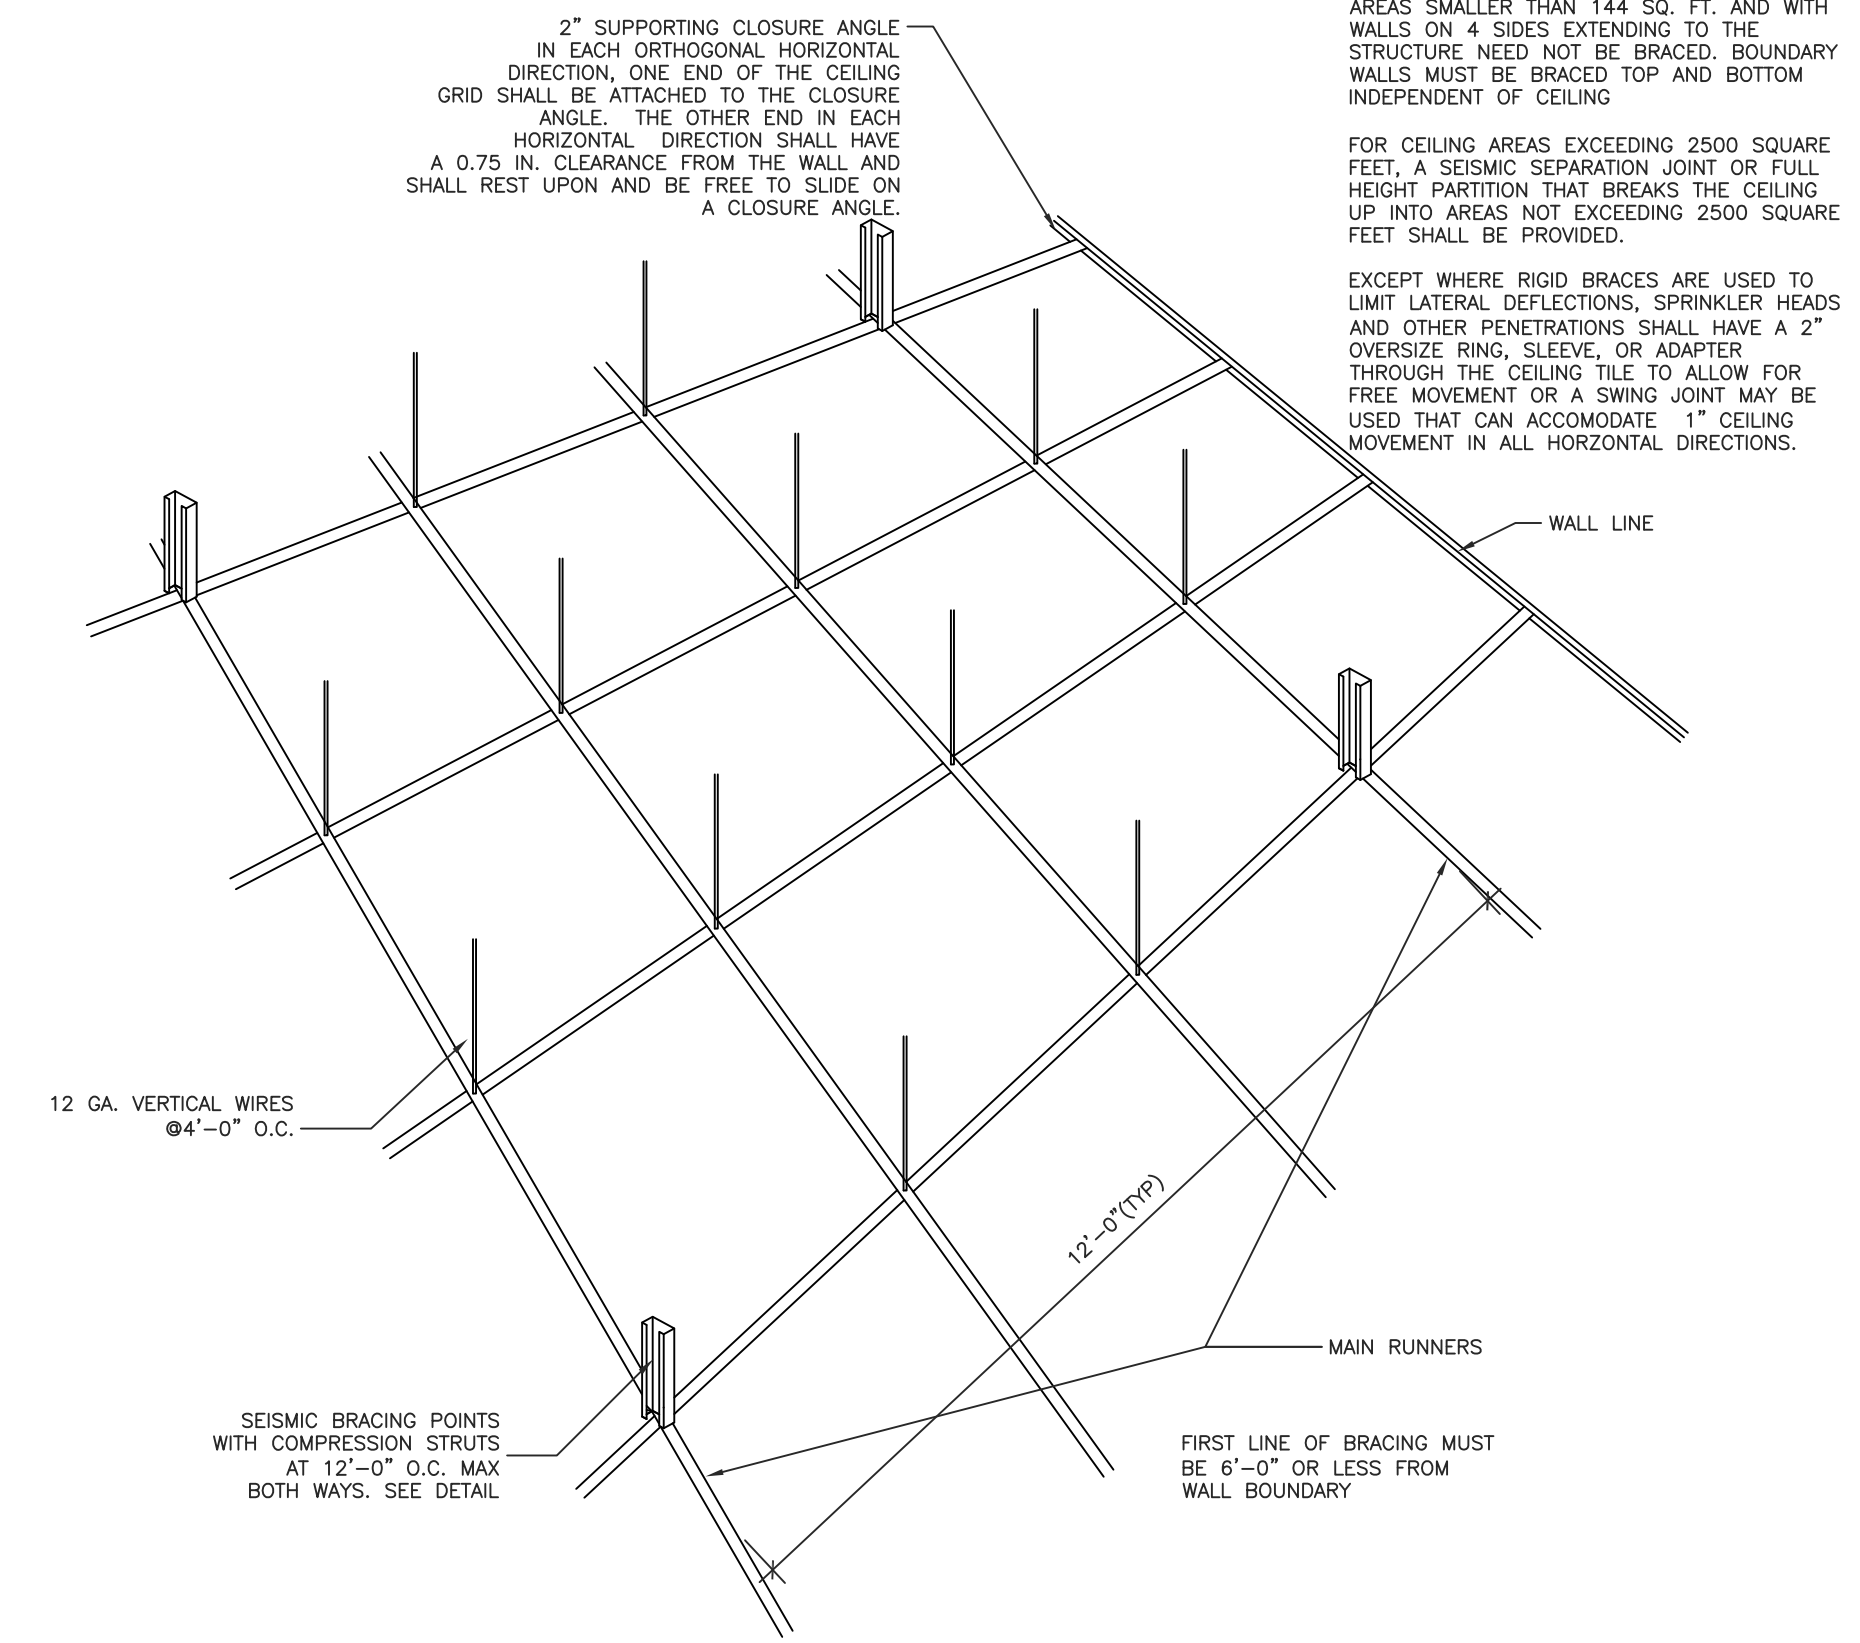 2” SUPPORTING CLOSURE ANGLE
IN EACH ORTHOGONAL HORIZONTAL
DIRECTION, ONE END OF THE CEILING
GRID SHALL BE ATTACHED TO THE CLOSURE
ANGLE. THE OTHER END IN EACH
HORIZONTAL DIRECTION SHALL HAVE
A 0.75 IN. CLEARANCE FROM THE WALL AND
SHALL REST UPON AND BE FREE TO SLIDE ON
A CLOSURE ANGLE.
AREAS SMALLER THAN 144 SQ. FT. AND WITH
WALLS ON 4 SIDES EXTENDING TO THE
STRUCTURE NEED NOT BE BRACED. BOUNDARY
WALLS MUST BE BRACED TOP AND BOTTOM
INDEPENDENT OF CEILING
FOR CEILING AREAS EXCEEDING 2500 SQUARE
FEET, A SEISMIC SEPARATION JOINT OR FULL
HEIGHT PARTITION THAT BREAKS THE CEILING
UP INTO AREAS NOT EXCEEDING 2500 SQUARE
FEET SHALL BE PROVIDED.
EXCEPT WHERE RIGID BRACES ARE USED TO
LIMIT LATERAL DEFLECTIONS, SPRINKLER HEADS
AND OTHER PENETRATIONS SHALL HAVE A 2”
OVERSIZE RING, SLEEVE, OR ADAPTER
THROUGH THE CEILING TILE TO ALLOW FOR
FREE MOVEMENT OR A SWING JOINT MAY BE
USED THAT CAN ACCOMODATE 1” CEILING
MOVEMENT IN ALL HORZONTAL DIRECTIONS.
WALL LINE
12 GA. VERTICAL WIRES
@4’-0” O.C.
12’-0”(TYP)
MAIN RUNNERS
SEISMIC BRACING POINTS
WITH COMPRESSION STRUTS
AT 12’-0” O.C. MAX
BOTH WAYS. SEE DETAIL
FIRST LINE OF BRACING MUST
BE 6’-0” OR LESS FROM
WALL BOUNDARY